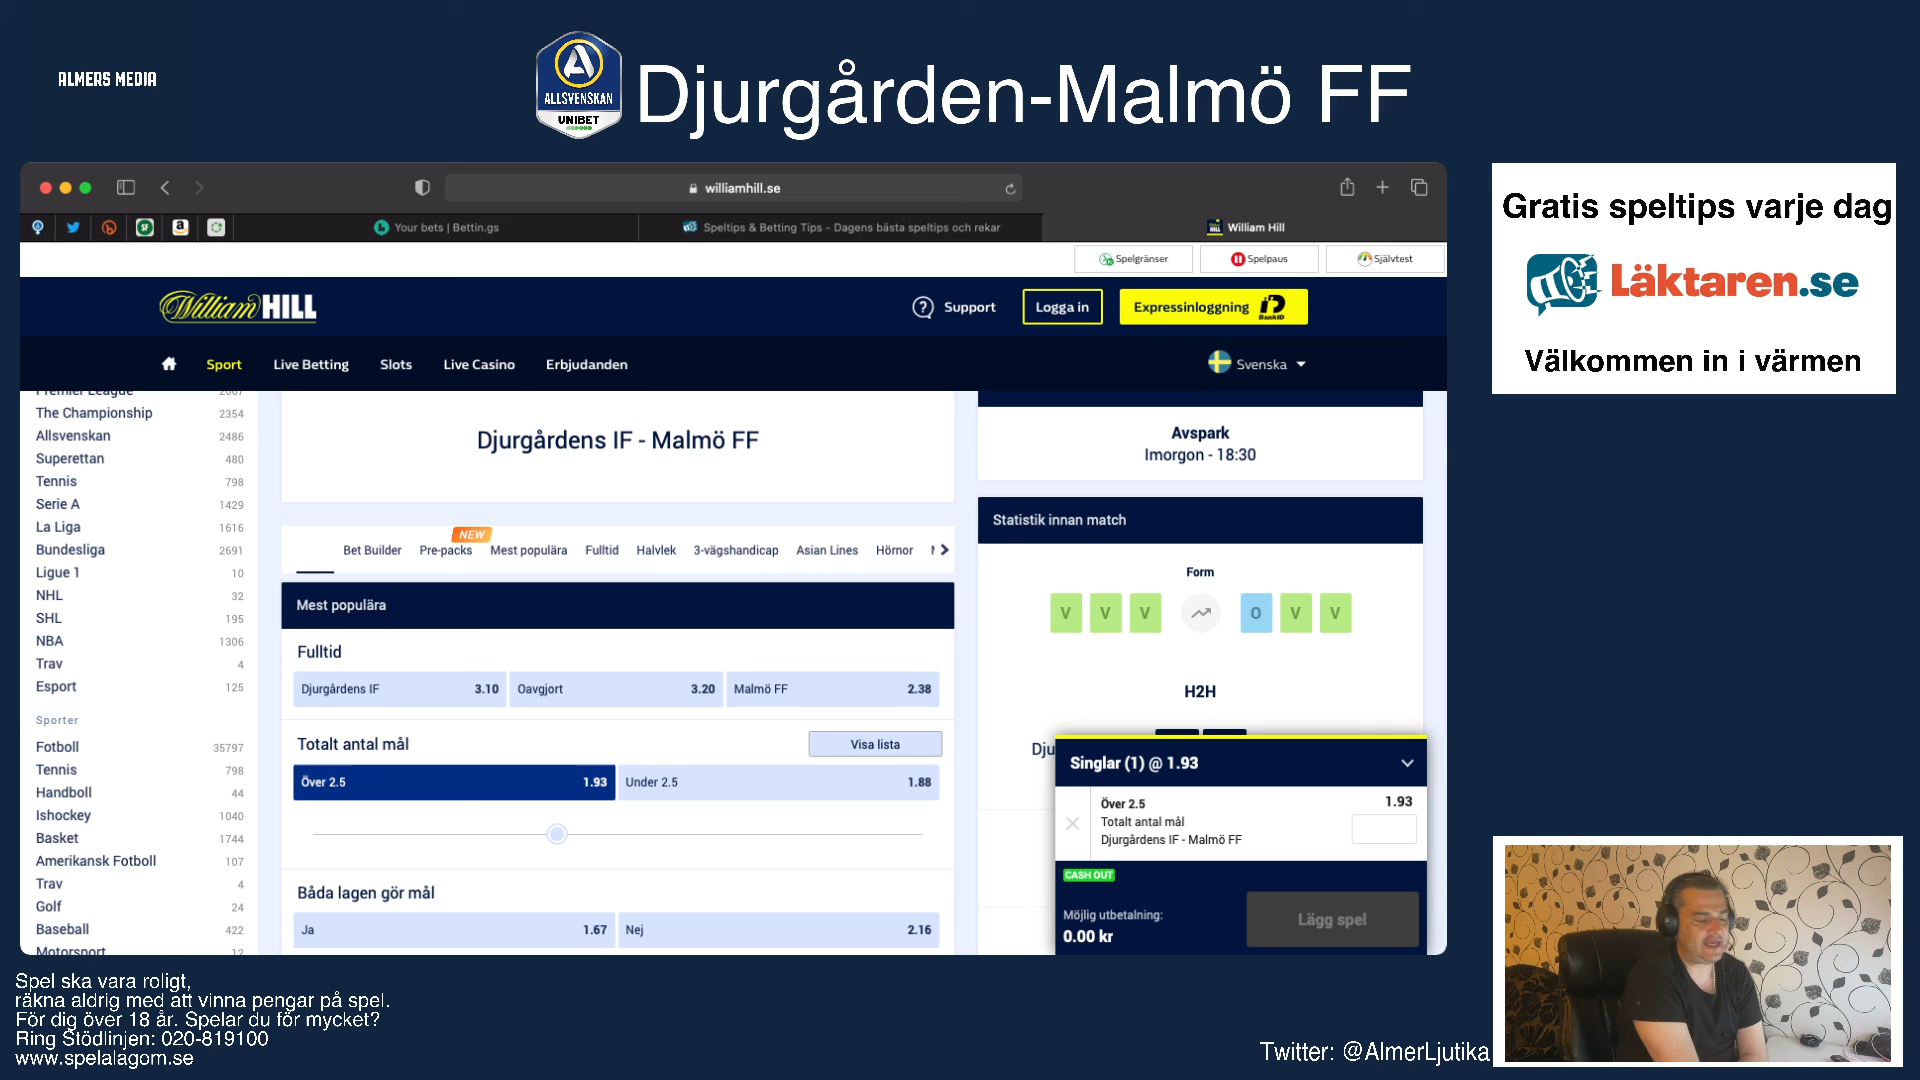 ALMERS MEDIA
ALLSVENSKAN
UNIBET
Djurgården-Malmö FF
williamhill.se
Your bets | Bettin.gs
Speltips & Betting Tips - Dagens bästa speltips och rekar
William Hill
Spelgränser
Spelpaus
Självtest
William HILL
Support
Logga in
Expressinloggning
BankID
Sport
Live Betting
Slots
Live Casino
Erbjudanden
Svenska
Premier League 2067
The Championship 2354
Allsvenskan 2486
Superettan 480
Tennis 798
Serie A 1429
La Liga 1616
Bundesliga 2691
Ligue 1 10
NHL 32
SHL 195
NBA 1306
Trav 4
Esport 125
Sporter
Fotboll 35797
Tennis 798
Handboll 44
Ishockey 1040
Basket 1744
Amerikansk Fotboll 107
Trav 4
Golf 24
Baseball 422
Motorsport 12
Djurgårdens IF - Malmö FF
NEW
Bet Builder Pre-packs Mest populära Fulltid Halvlek 3-vägshandicap Asian Lines Hörnor
Mest populära
Fulltid
Djurgårdens IF 3.10 Oavgjort 3.20 Malmö FF 2.38
Totalt antal mål
Visa lista
Över 2.5 1.93 Under 2.5 1.88
Båda lagen gör mål
Ja 1.67 Nej 2.16
Avspark
Imorgon - 18:30
Statistik innan match
Form
V V V O V V
H2H
Dju
Singlar (1) @ 1.93
Över 2.5 1.93
Totalt antal mål
Djurgårdens IF - Malmö FF
CASH OUT
Möjlig utbetalning:
0.00 kr
Lägg spel
Gratis speltips varje dag
Läktaren.se
Välkommen in i värmen
Spel ska vara roligt,
räkna aldrig med att vinna pengar på spel.
För dig över 18 år. Spelar du för mycket?
Ring Stödlinjen: 020-819100
www.spelalagom.se
Twitter: @AlmerLjutika